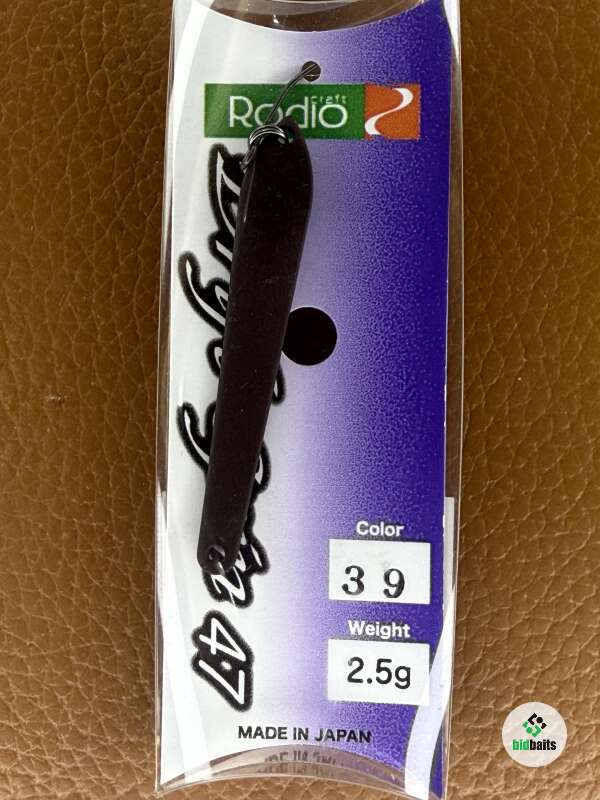 Rodio
craft
47
Color
39
Weight
2.5g
MADE IN JAPAN
bidbaits